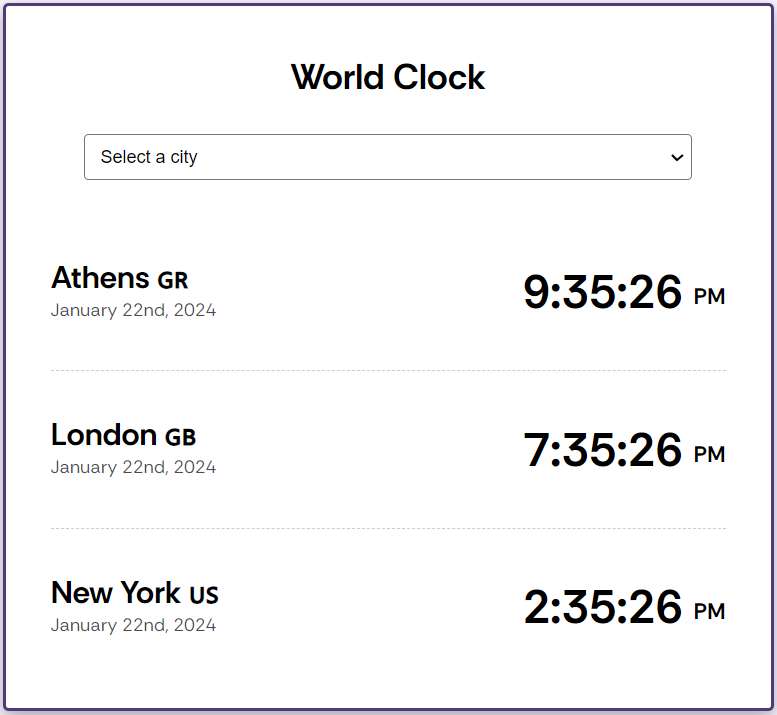 World Clock
Select a city
Athens GR
January 22nd, 2024
9:35:26 PM
London GB
January 22nd, 2024
7:35:26 PM
New York US
January 22nd, 2024
2:35:26 PM